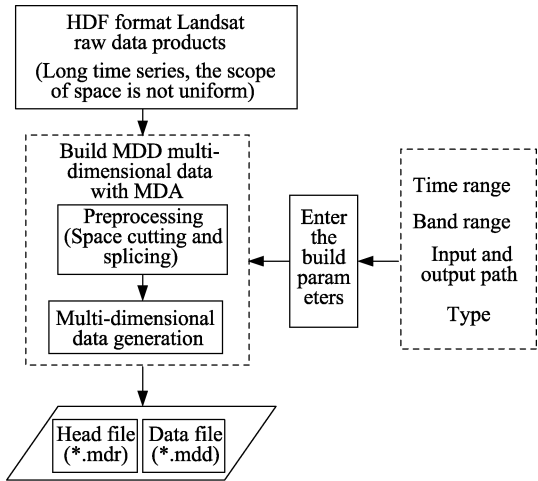 HDF format Landsat
raw data products
(Long time series, the scope
of space is not uniform)
Build MDD multi-
dimensional data
with MDA
Preprocessing
(Space cutting and
splicing)
Multi-dimensional
data generation
Enter
the
build
param
eters
Time range
Band range
Input and
output path
Type
Head file
(*.mdr)
Data file
(*.mdd)